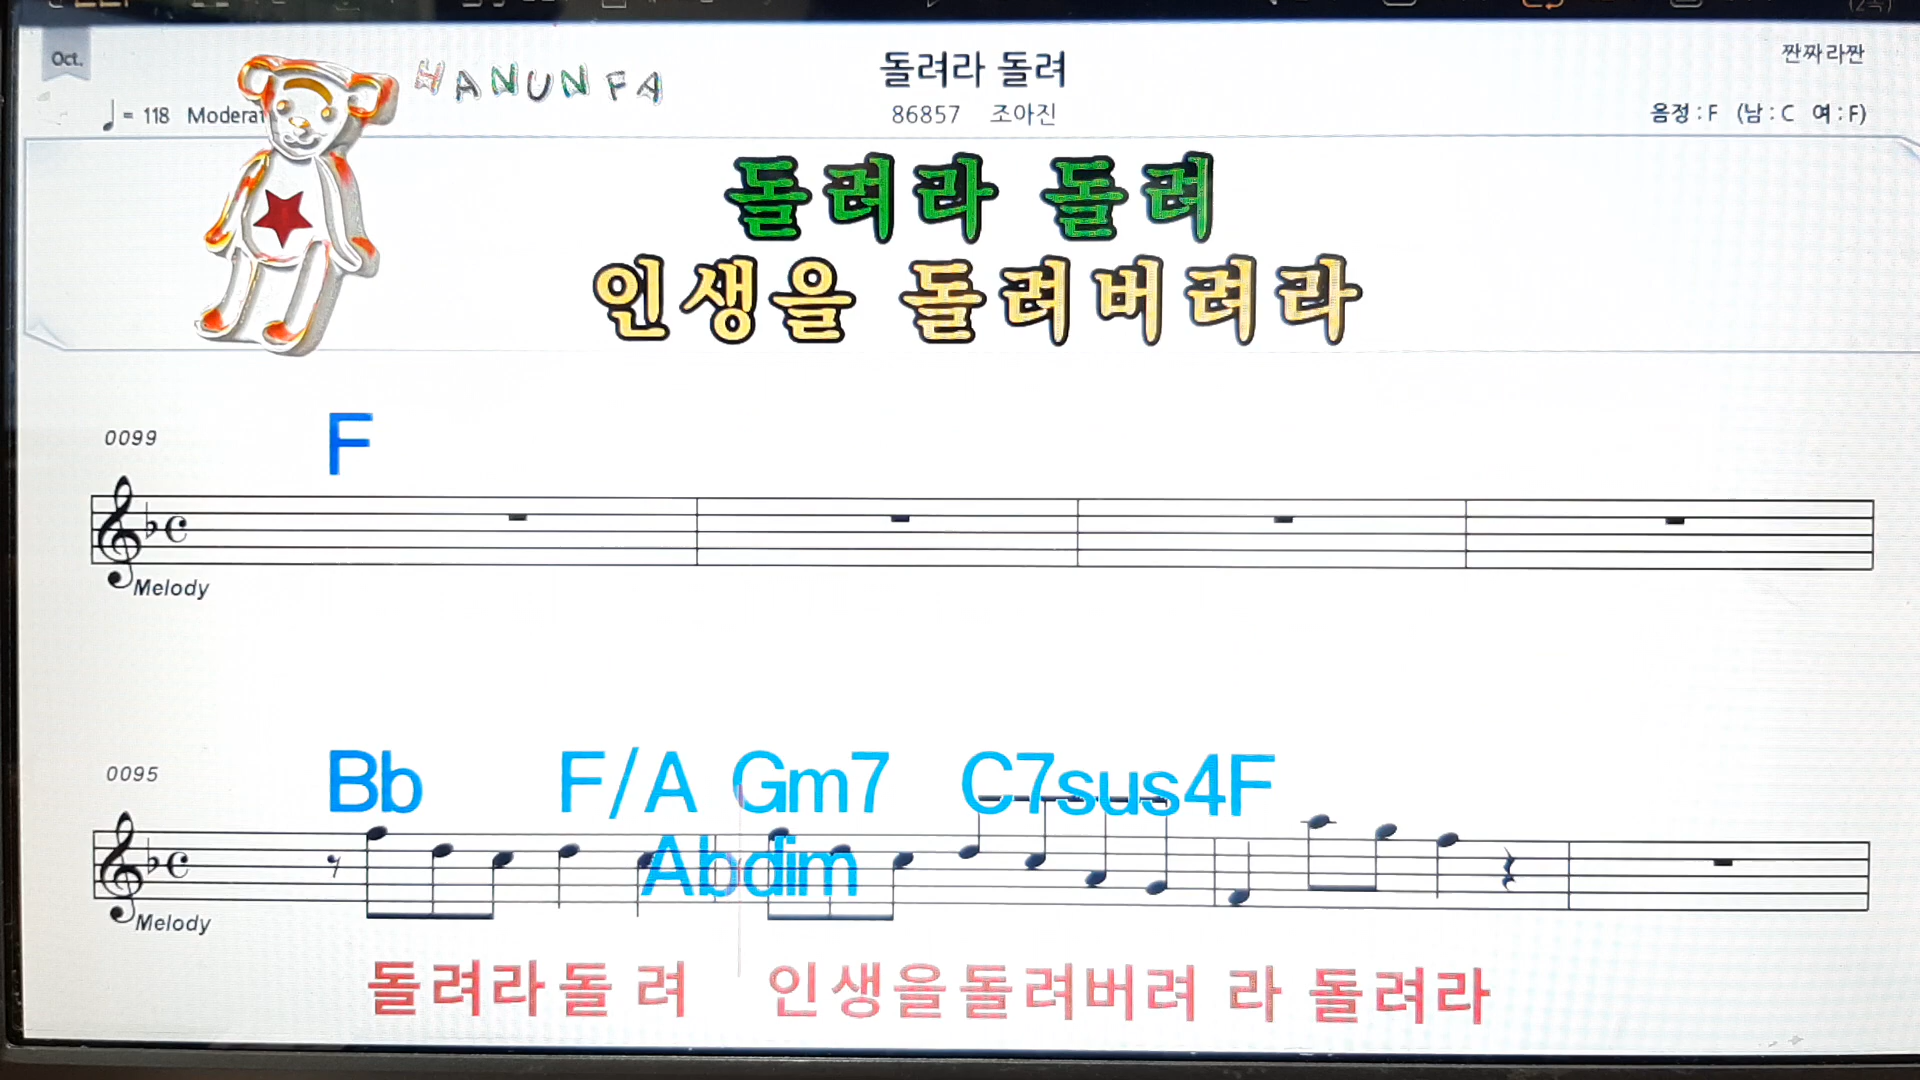 Oct.
HANUNFA
돌려라 돌려
짠짜라짠
♩= 118 Moderat
86857 조아진
음정 : F (남 : C 여 : F)
돌려라 돌려
인생을 돌려버려라
0099
F
Melody
0095
Bb F/A Gm7 C7sus4F
Abdim
Melody
돌려라돌 려 인생을돌려버려 라 돌려라